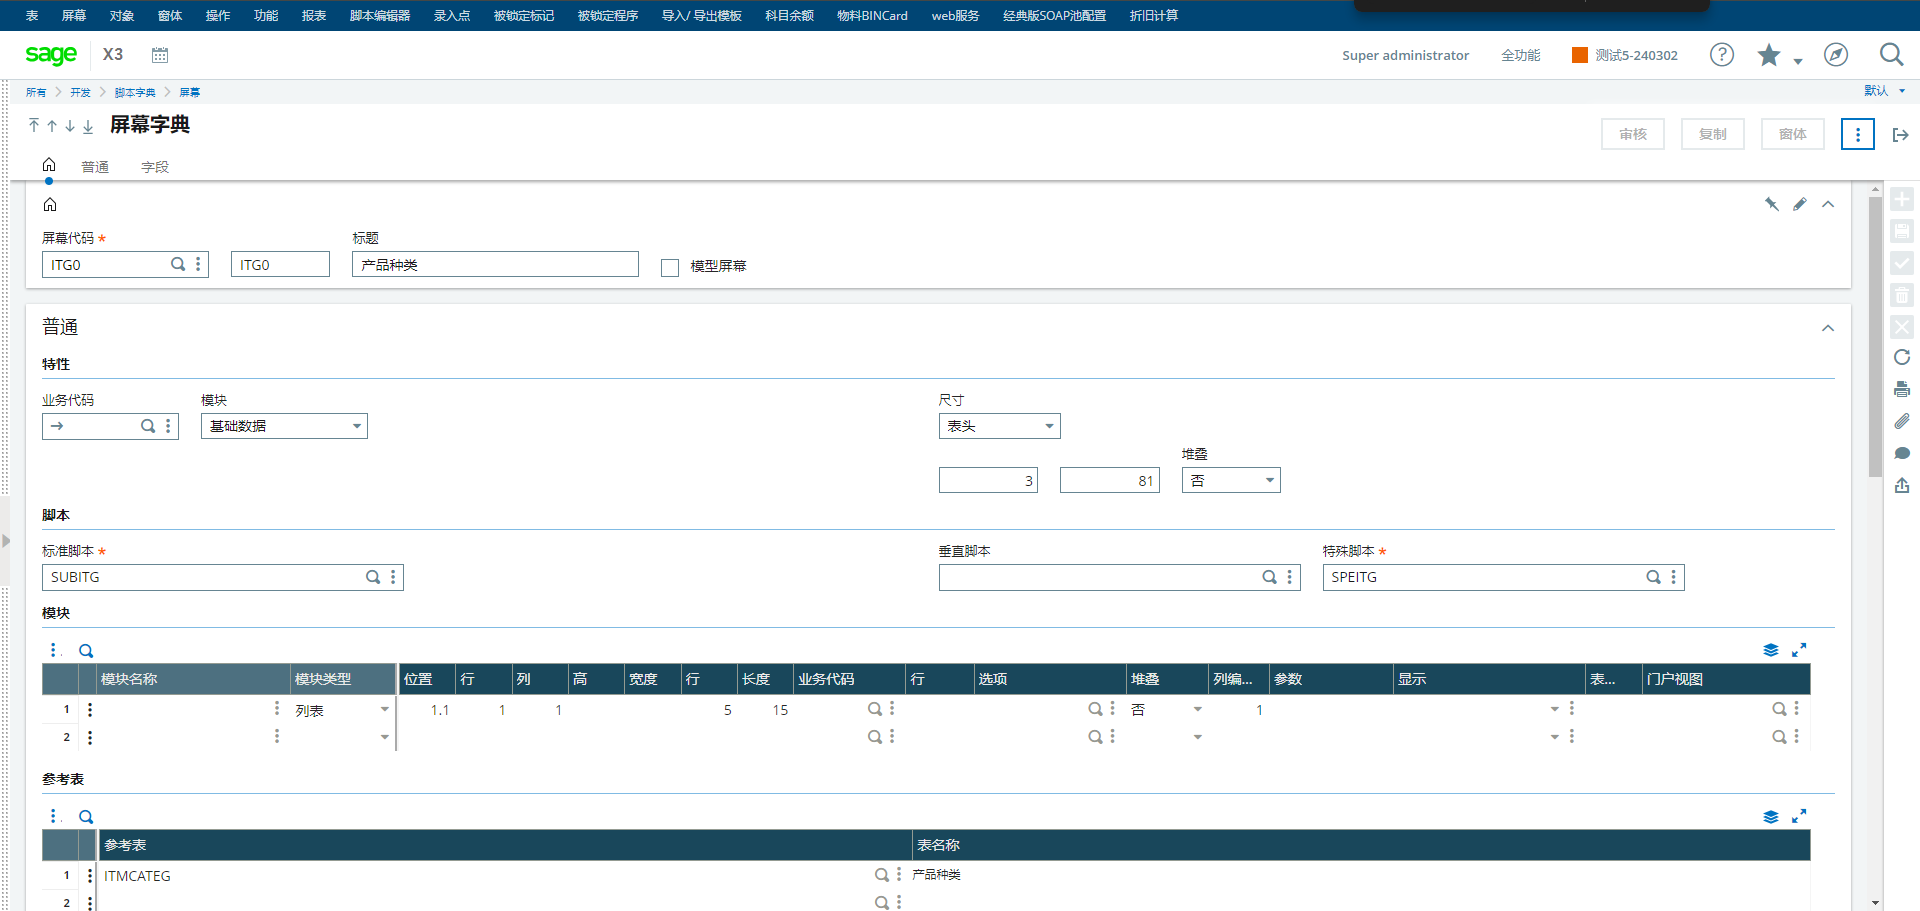 表 屏幕 对象 窗体 操作 功能 报表 脚本编辑器 录入点 被锁定标记 被锁定程序 导入/ 导出模板 科目余额 物料BINCard web服务 经典版SOAP池配置 折旧计算
sage X3 Super administrator 全功能 测试5-240302
所有 开发 脚本字典 屏幕 默认
屏幕字典 审核 复制 窗体
普通 字段
屏幕代码 * 标题
ITG0 ITG0 产品种类 模型屏幕
普通
特性
业务代码 模块 尺寸
基础数据 表头
堆叠
3 81 否
脚本
标准脚本 * 垂直脚本 特殊脚本 *
SUBITG SPEITG
模块
模块名称 模块类型 位置 行 列 高 宽度 行 长度 业务代码 行 选项 堆叠 列编... 参数 显示 表... 门户视图
1 列表 1.1 1 1 5 15 否 1
2
参考表
参考表 表名称
1 ITMCATEG 产品种类
2